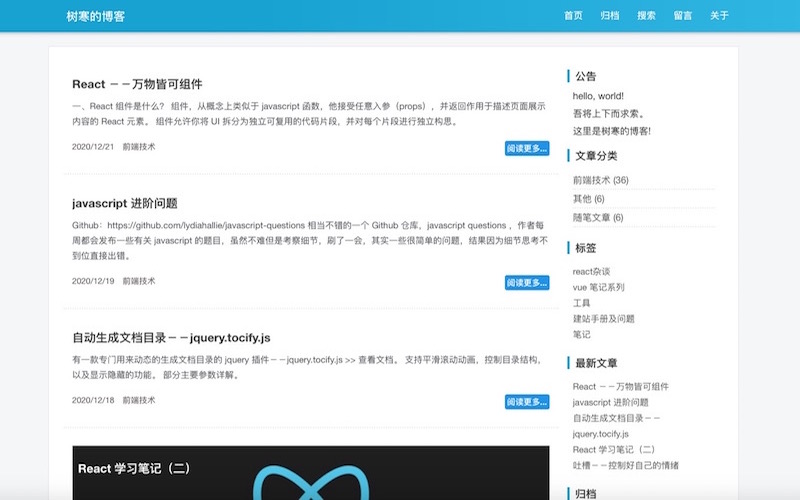 树寒的博客
首页 归档 搜索 留言 关于
React －－万物皆可组件
一、React 组件是什么？ 组件，从概念上类似于 javascript 函数，他接受任意入参（props），并返回作用于描述页面展示
内容的 React 元素。 组件允许你将 UI 拆分为独立可复用的代码片段，并对每个片段进行独立构思。
2020/12/21 前端技术
阅读更多...
javascript 进阶问题
Github：https://github.com/lydiahallie/javascript-questions 相当不错的一个 Github 仓库，javascript questions ，作者每
周都会发布一些有关 javascript 的题目，虽然不难但是考察细节，刷了一会，其实一些很简单的问题，结果因为细节思考不
到位直接出错。
2020/12/19 前端技术
阅读更多...
自动生成文档目录－－jquery.tocify.js
有一款专门用来动态的生成文档目录的 jquery 插件－－jquery.tocify.js >> 查看文档。 支持平滑滚动动画，控制目录结构，
以及显示隐藏的功能。 部分主要参数详解。
2020/12/18 前端技术
阅读更多...
React 学习笔记（二）
公告
hello, world!
吾将上下而求索。
这里是树寒的博客!
文章分类
前端技术 (36)
其他 (6)
随笔文章 (6)
标签
react杂谈
vue 笔记系列
工具
建站手册及问题
笔记
最新文章
React －－万物皆可组件
javascript 进阶问题
自动生成文档目录－－
jquery.tocify.js
React 学习笔记（二）
吐槽－－控制好自己的情绪
归档